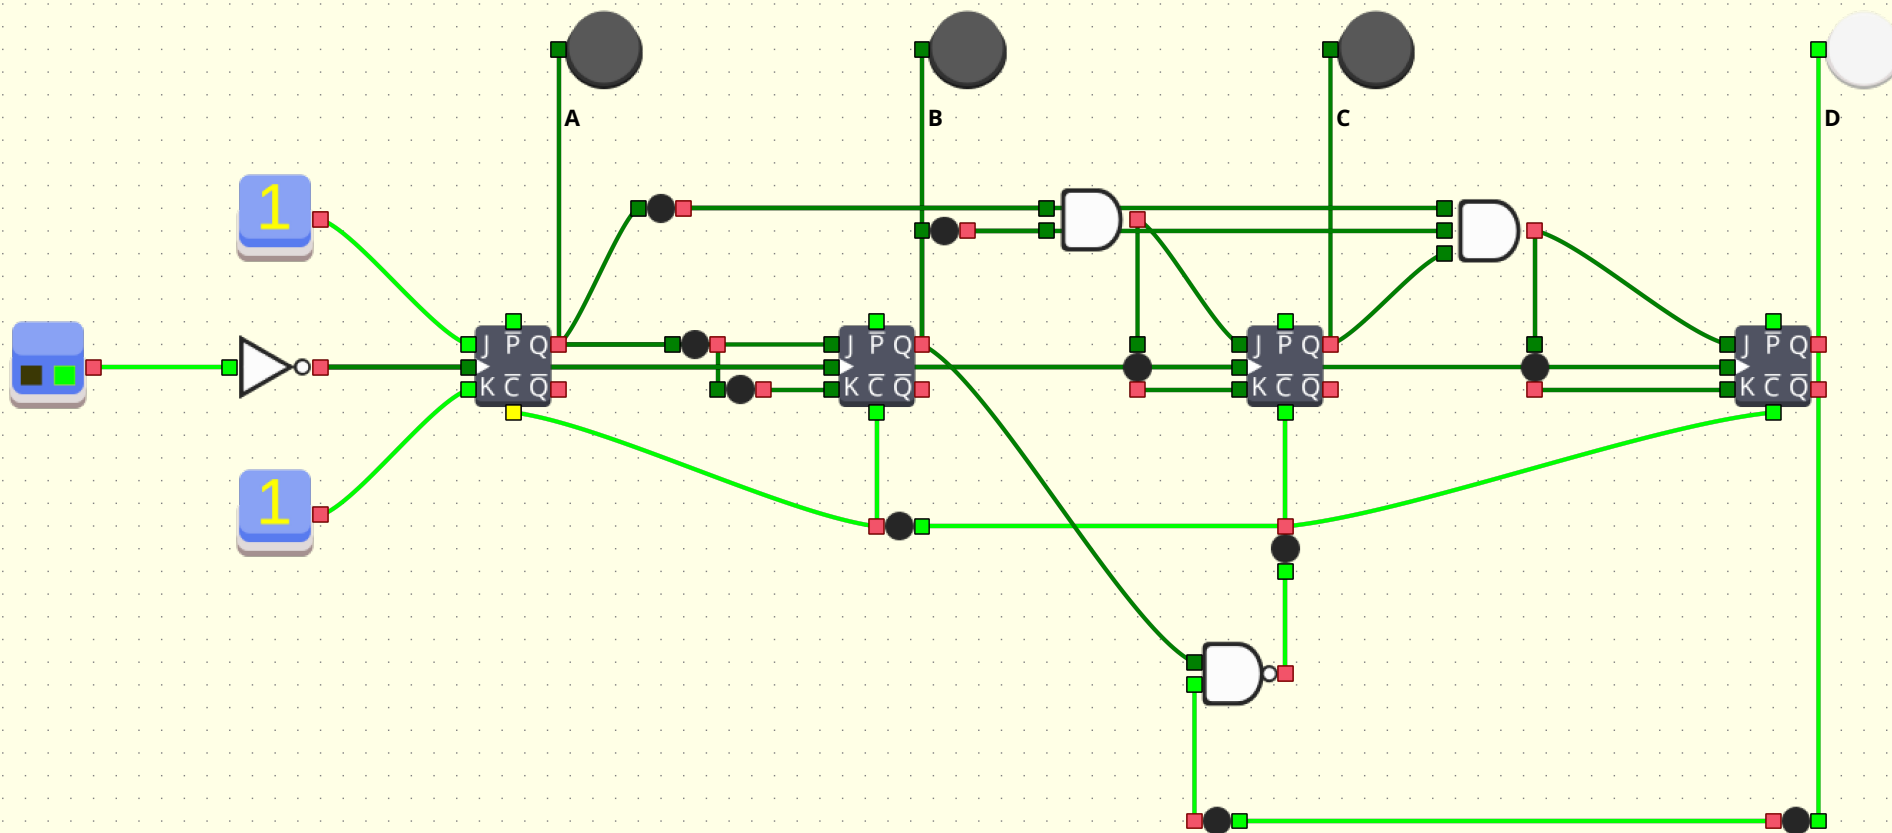 A B C D
1
J P̅ Q J P̅ Q J P̅ Q J P̅ Q
K C̅ Q̅ K C̅ Q̅ K C̅ Q̅ K C̅ Q̅
1